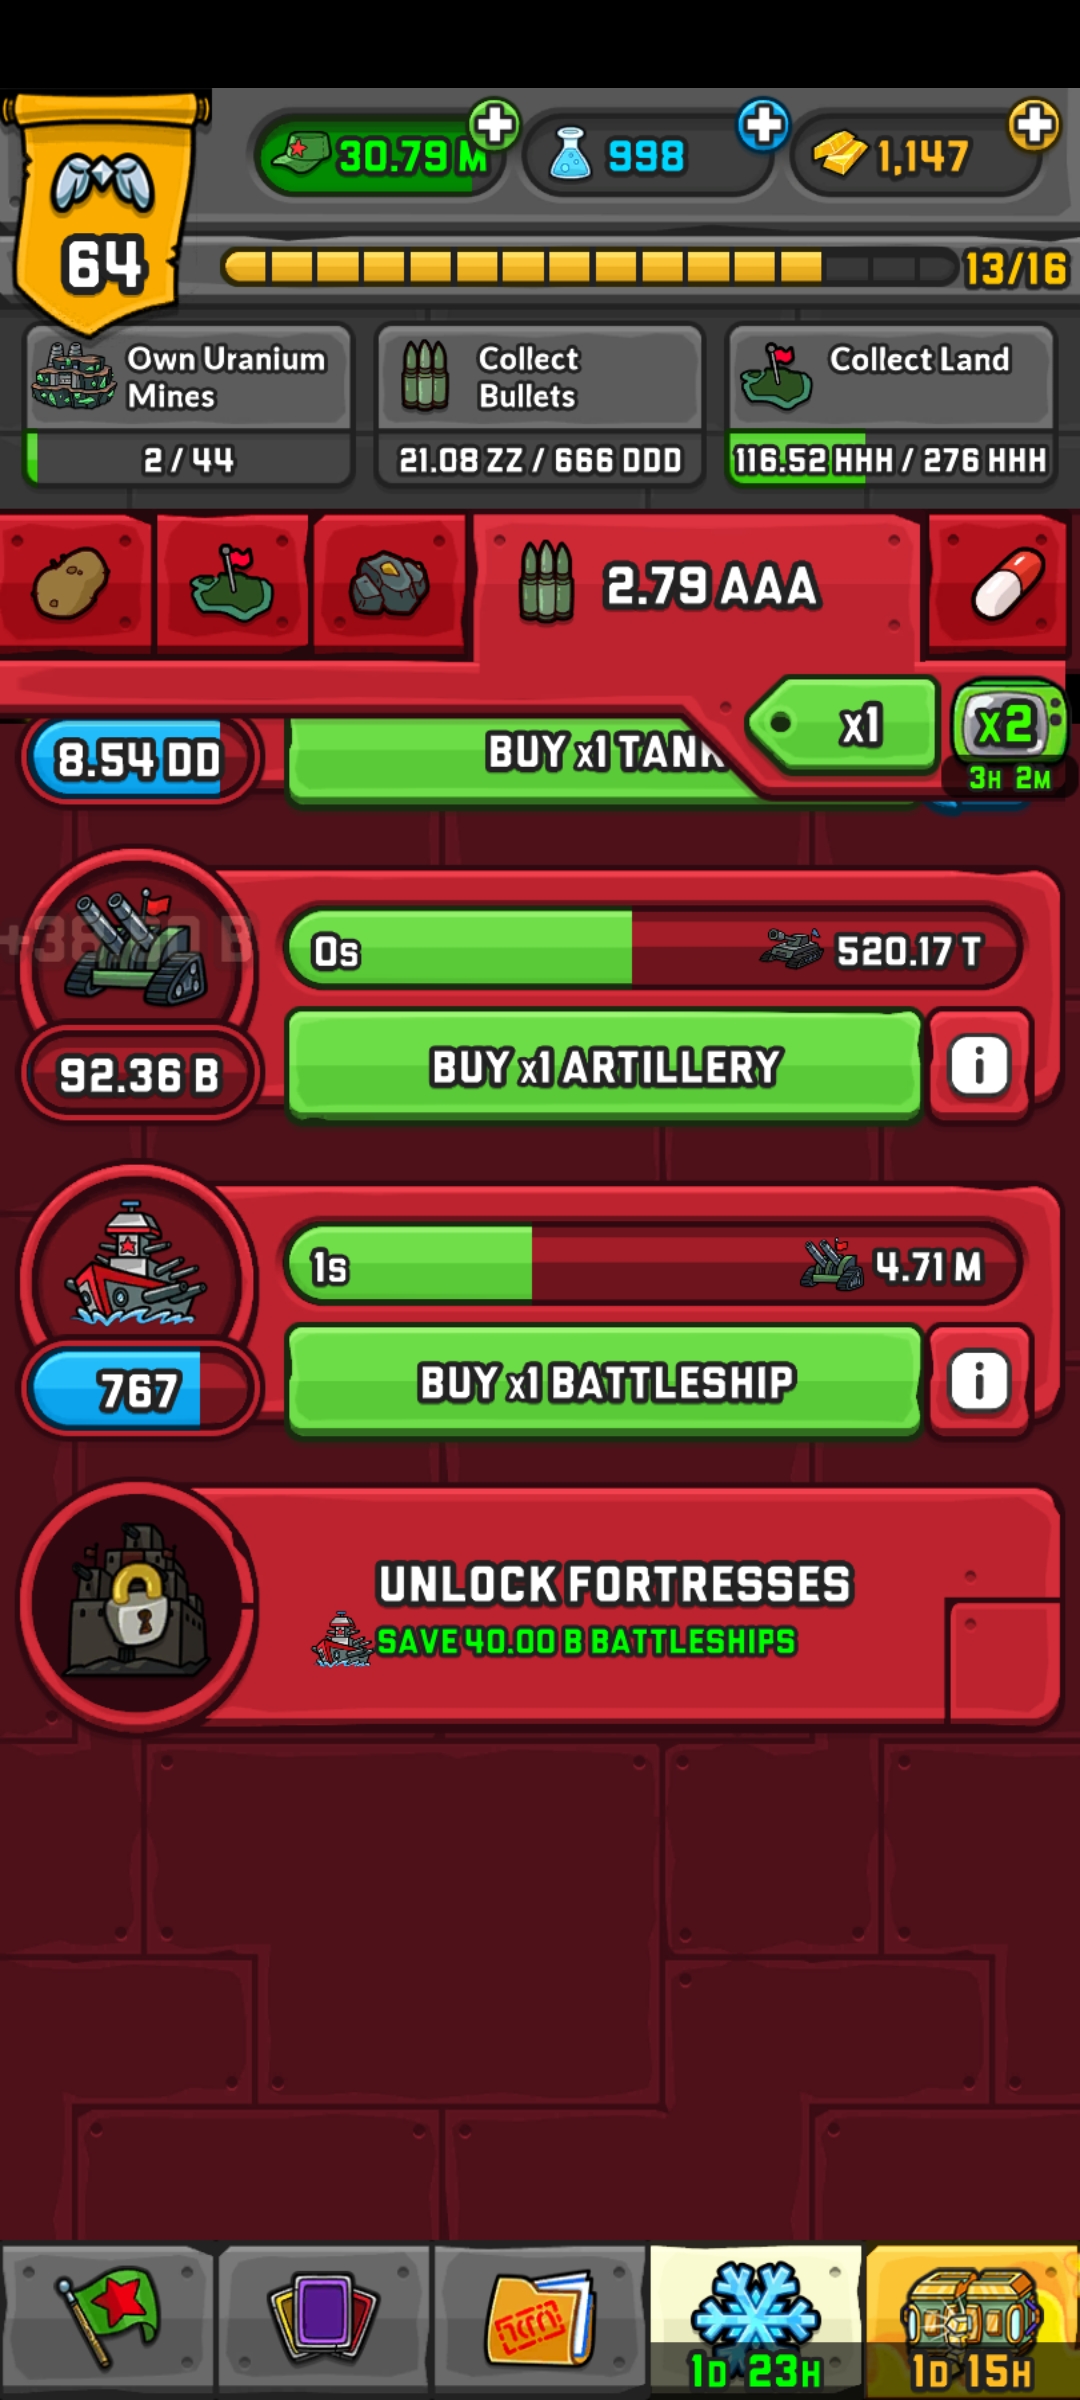 30.79 M
998
1,147
64
13/16
Own Uranium
Mines
Collect
Bullets
Collect Land
2 / 44
21.08 ZZ / 666 DDD
116.52 HHH / 276 HHH
2.79 AAA
x1
x2
3H 2M
8.54 DD
BUY x1 TANK
0s
520.17 T
92.36 B
BUY x1 ARTILLERY
i
1s
4.71 M
767
BUY x1 BATTLESHIP
i
UNLOCK FORTRESSES
SAVE 40.00 B BATTLESHIPS
1D 23H
1D 15H